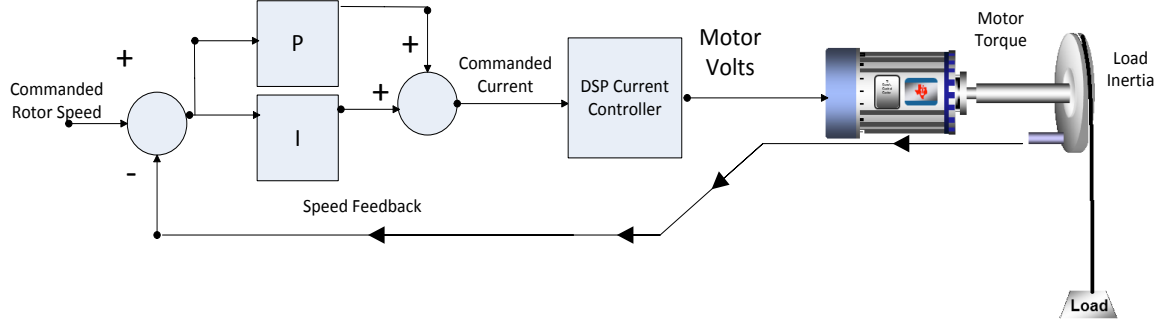 P
+
Motor
Torque
+
Motor
Volts
Commanded
Current
Load
Inertia
Commanded
Rotor Speed
+
DSP Current
Controller
I
-
Speed Feedback
Load